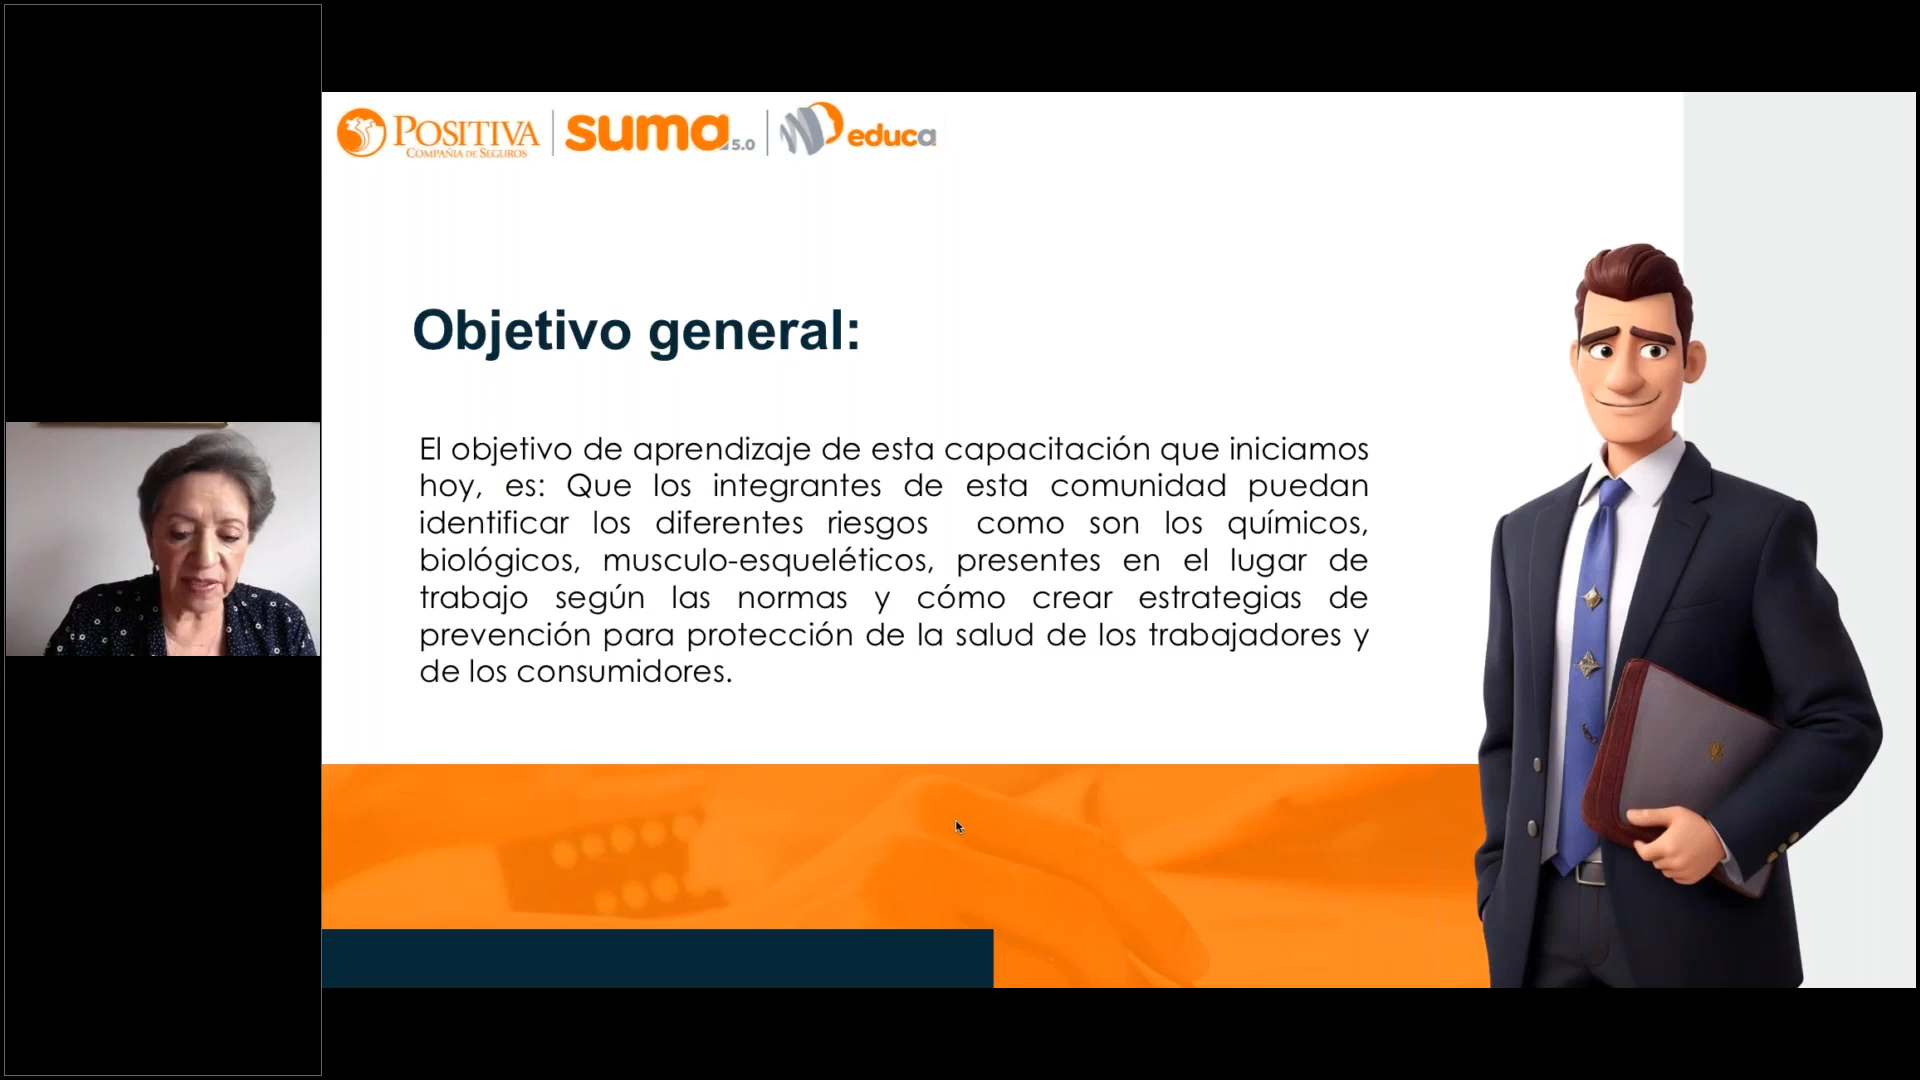 POSITIVA
COMPAÑIA DE SEGUROS
suma 5.0
educa
Objetivo general:
El objetivo de aprendizaje de esta capacitación que iniciamos
hoy, es: Que los integrantes de esta comunidad puedan
identificar los diferentes riesgos como son los químicos,
biológicos, musculo-esqueléticos, presentes en el lugar de
trabajo según las normas y cómo crear estrategias de
prevención para protección de la salud de los trabajadores y
de los consumidores.